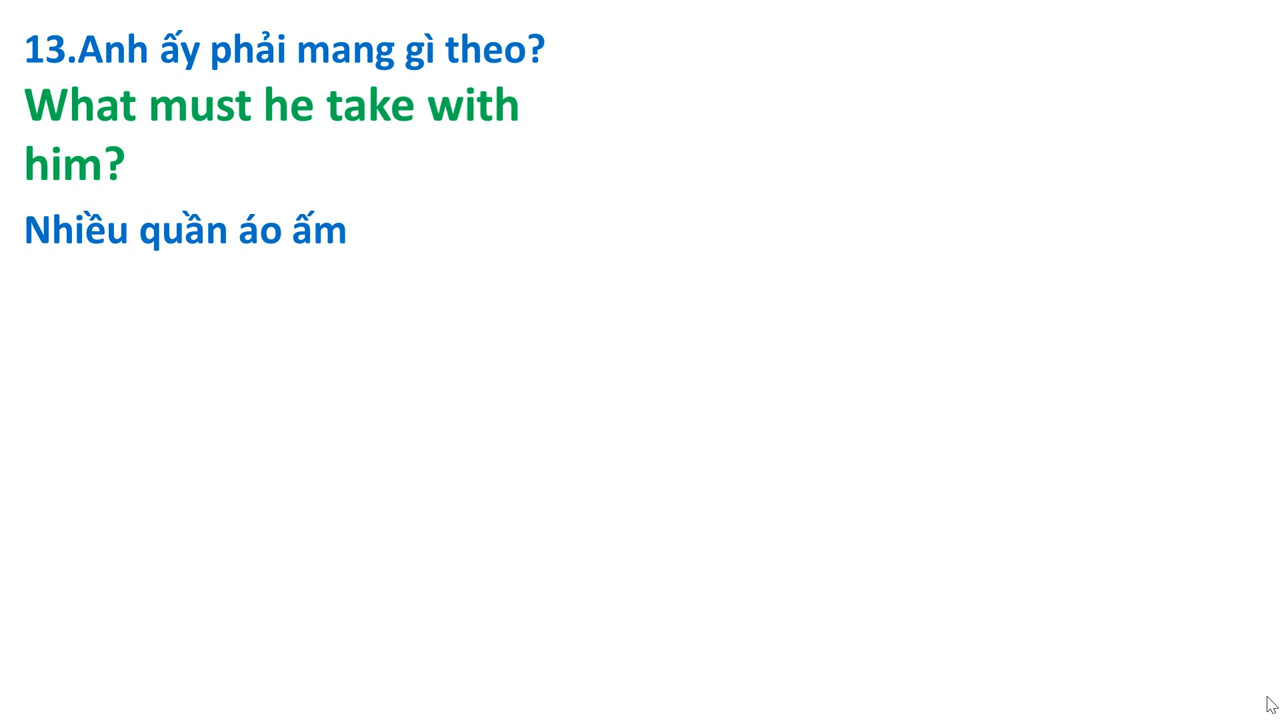 13.Anh ấy phải mang gì theo?
What must he take with
him?
Nhiều quần áo ấm